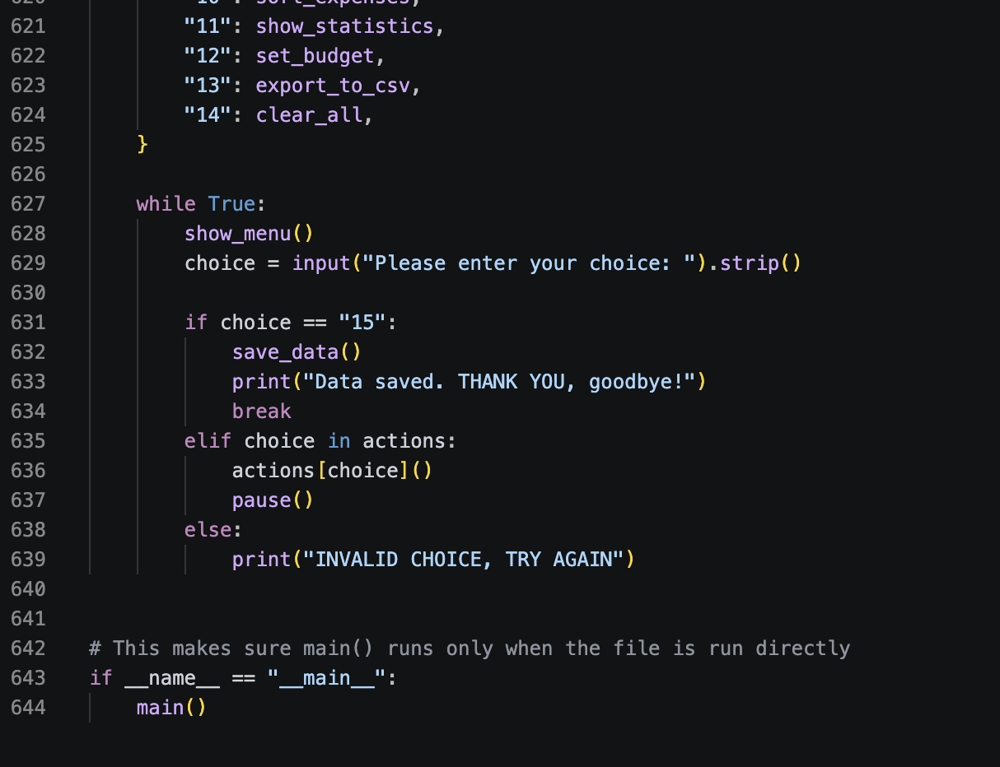 620 "10": sort_expenses,
621 "11": show_statistics,
622 "12": set_budget,
623 "13": export_to_csv,
624 "14": clear_all,
625 }
626
627 while True:
628 show_menu()
629 choice = input("Please enter your choice: ").strip()
630
631 if choice == "15":
632 save_data()
633 print("Data saved. THANK YOU, goodbye!")
634 break
635 elif choice in actions:
636 actions[choice]()
637 pause()
638 else:
639 print("INVALID CHOICE, TRY AGAIN")
640
641
642 # This makes sure main() runs only when the file is run directly
643 if __name__ == "__main__":
644 main()